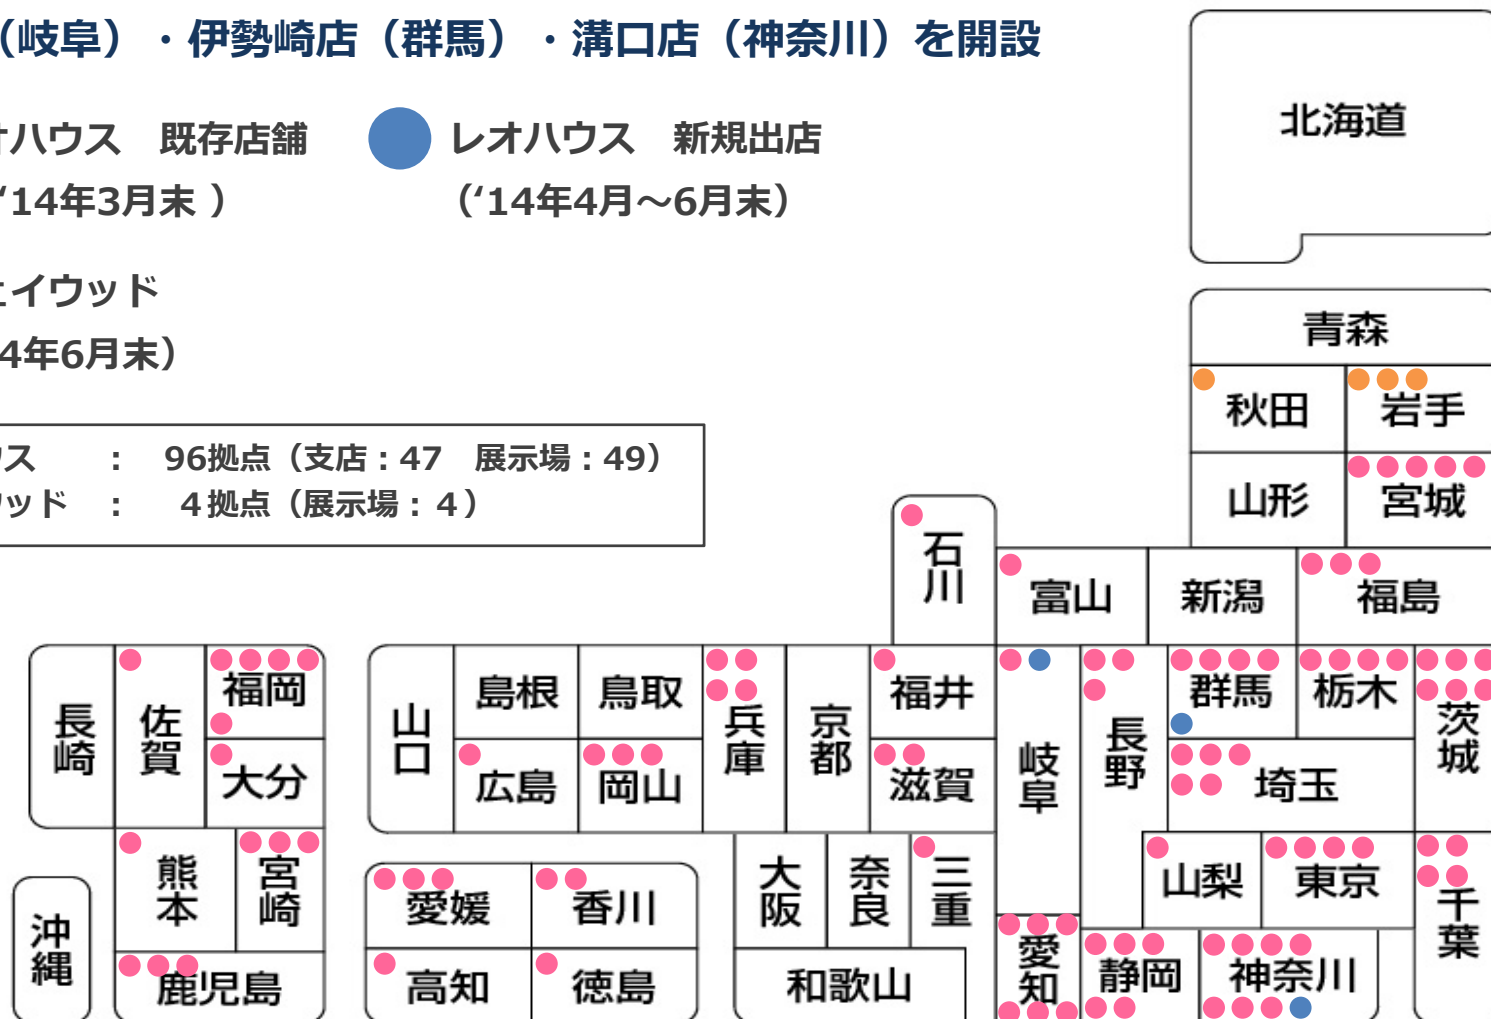 （岐阜）・伊勢崎店（群馬）・溝口店（神奈川）を開設
オハウス　既存店舗
レオハウス　新規出店
‘14年3月末 ）
（‘14年4月～6月末）
ェイウッド
4年6月末）
ウス　：　96拠点（支店：47　展示場：49）
ウッド　：　４拠点（展示場：４）
北海道
青森
秋田
岩手
山形
宮城
石川
富山
新潟
福島
長崎
佐賀
福岡
大分
山口
島根
鳥取
兵庫
京都
福井
岐阜
長野
群馬
栃木
茨城
広島
岡山
滋賀
埼玉
熊本
宮崎
愛媛
香川
大阪
奈良
三重
山梨
東京
千葉
沖縄
鹿児島
高知
徳島
和歌山
愛知
静岡
神奈川